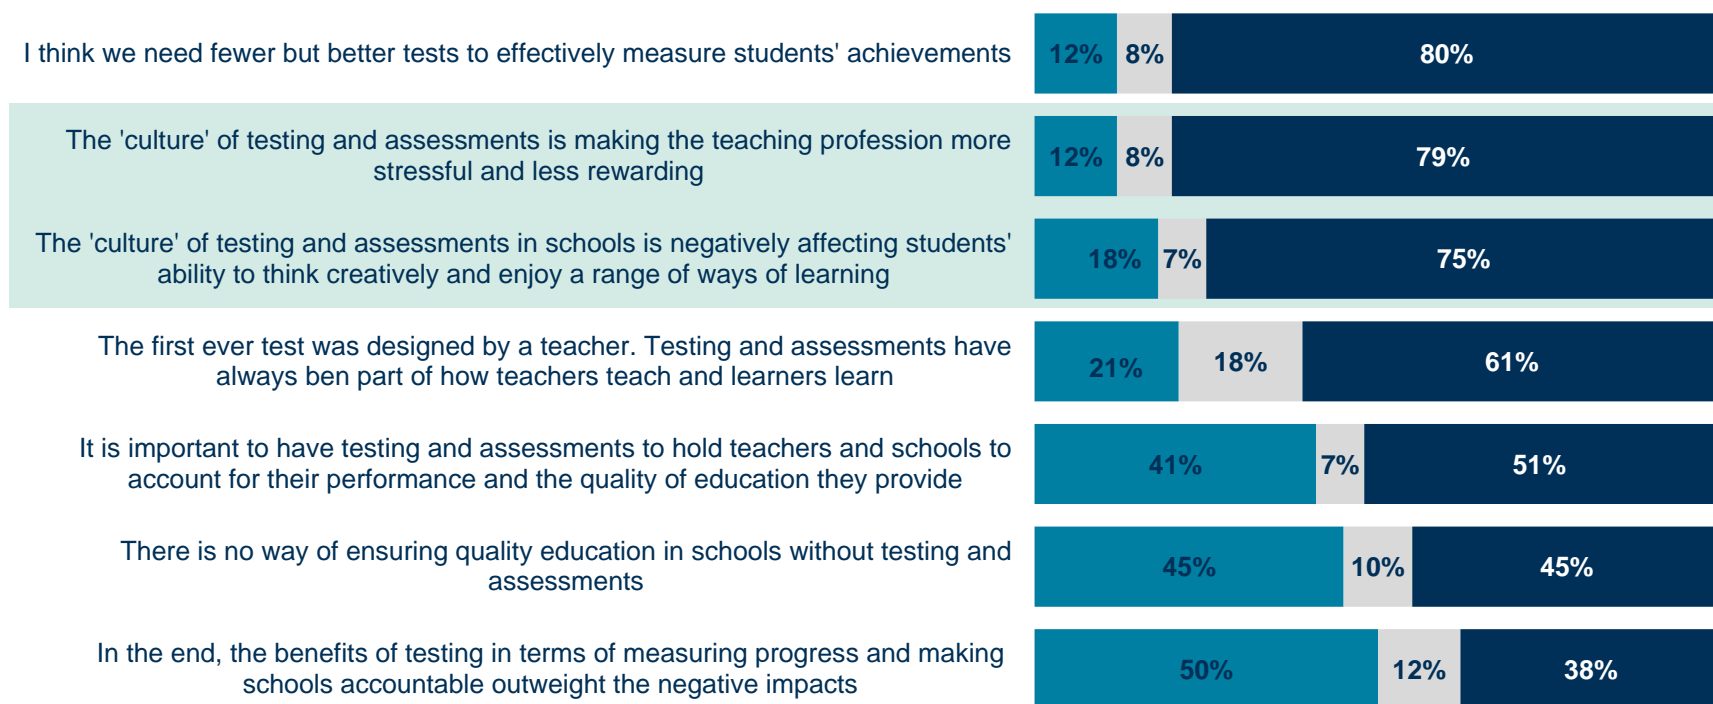 I think we need fewer but better tests to effectively measure students' achievements
12% 8% 80%
The 'culture' of testing and assessments is making the teaching profession more
stressful and less rewarding
12% 8% 79%
The 'culture' of testing and assessments in schools is negatively affecting students'
ability to think creatively and enjoy a range of ways of learning
18% 7% 75%
The first ever test was designed by a teacher. Testing and assessments have
always ben part of how teachers teach and learners learn
21% 18% 61%
It is important to have testing and assessments to hold teachers and schools to
account for their performance and the quality of education they provide
41% 7% 51%
There is no way of ensuring quality education in schools without testing and
assessments
45% 10% 45%
In the end, the benefits of testing in terms of measuring progress and making
schools accountable outweight the negative impacts
50% 12% 38%